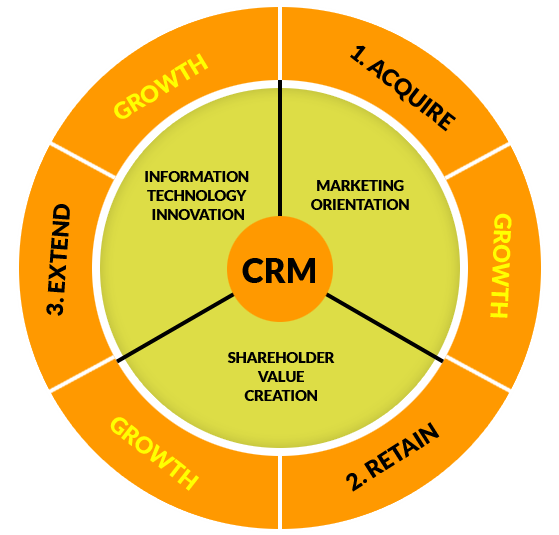 1. ACQUIRE
GROWTH
2. RETAIN
GROWTH
3. EXTEND
GROWTH
INFORMATION
TECHNOLOGY
INNOVATION
MARKETING
ORIENTATION
CRM
SHAREHOLDER
VALUE
CREATION